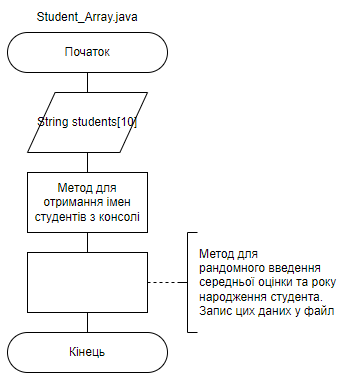 Student_Array.java
Початок
String students[10]
Метод для
отримання імен
студентів з консолі
Метод для
рандомного введення
середньої оцінки та року
народження студента.
Запис цих даних у файл
Кінець